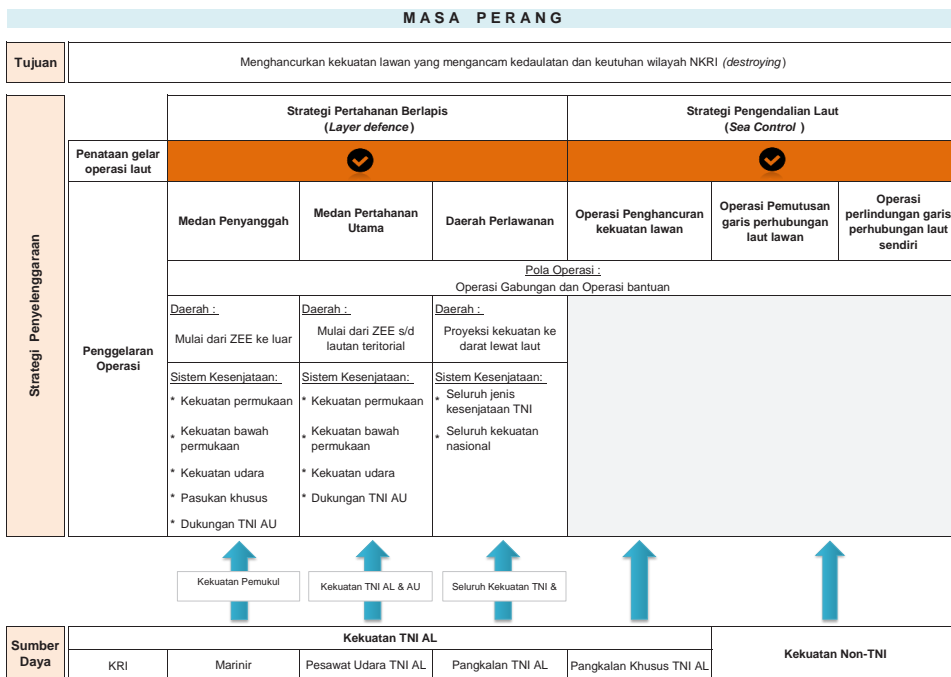 MASA PERANG
Tujuan
Menghancurkan kekuatan lawan yang mengancam kedaulatan dan keutuhan wilayah NKRI (destroying)
Strategi Penyelenggaraan
Strategi Pertahanan Berlapis
(Layer defence)
Strategi Pengendalian Laut
(Sea Control )
Penataan gelar
operasi laut
Penggelaran
Operasi
Medan Penyanggah
Medan Pertahanan
Utama
Daerah Perlawanan
Operasi Penghancuran
kekuatan lawan
Operasi Pemutusan
garis perhubungan
laut lawan
Operasi
perlindungan garis
perhubungan laut
sendiri
Pola Operasi :
Operasi Gabungan dan Operasi bantuan
Daerah :
Mulai dari ZEE ke luar
Daerah :
Mulai dari ZEE s/d
lautan teritorial
Daerah :
Proyeksi kekuatan ke
darat lewat laut
Sistem Kesenjataan:
* Kekuatan permukaan
* Kekuatan bawah
permukaan
* Kekuatan udara
* Pasukan khusus
* Dukungan TNI AU
Sistem Kesenjataan:
* Kekuatan permukaan
* Kekuatan bawah
permukaan
* Kekuatan udara
* Dukungan TNI AU
Sistem Kesenjataan:
* Seluruh jenis
kesenjataan TNI
* Seluruh kekuatan
nasional
Kekuatan Pemukul
Kekuatan TNI AL & AU
Seluruh Kekuatan TNI &
Sumber
Daya
Kekuatan TNI AL
KRI
Marinir
Pesawat Udara TNI AL
Pangkalan TNI AL
Pangkalan Khusus TNI AL
Kekuatan Non-TNI